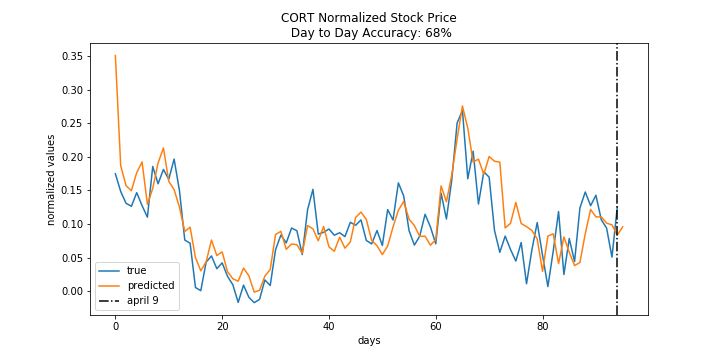 CORT Normalized Stock Price
Day to Day Accuracy: 68%
normalized values
0.35
0.30
0.25
0.20
0.15
0.10
0.05
0.00
true
predicted
april 9
0
20
40
60
80
days